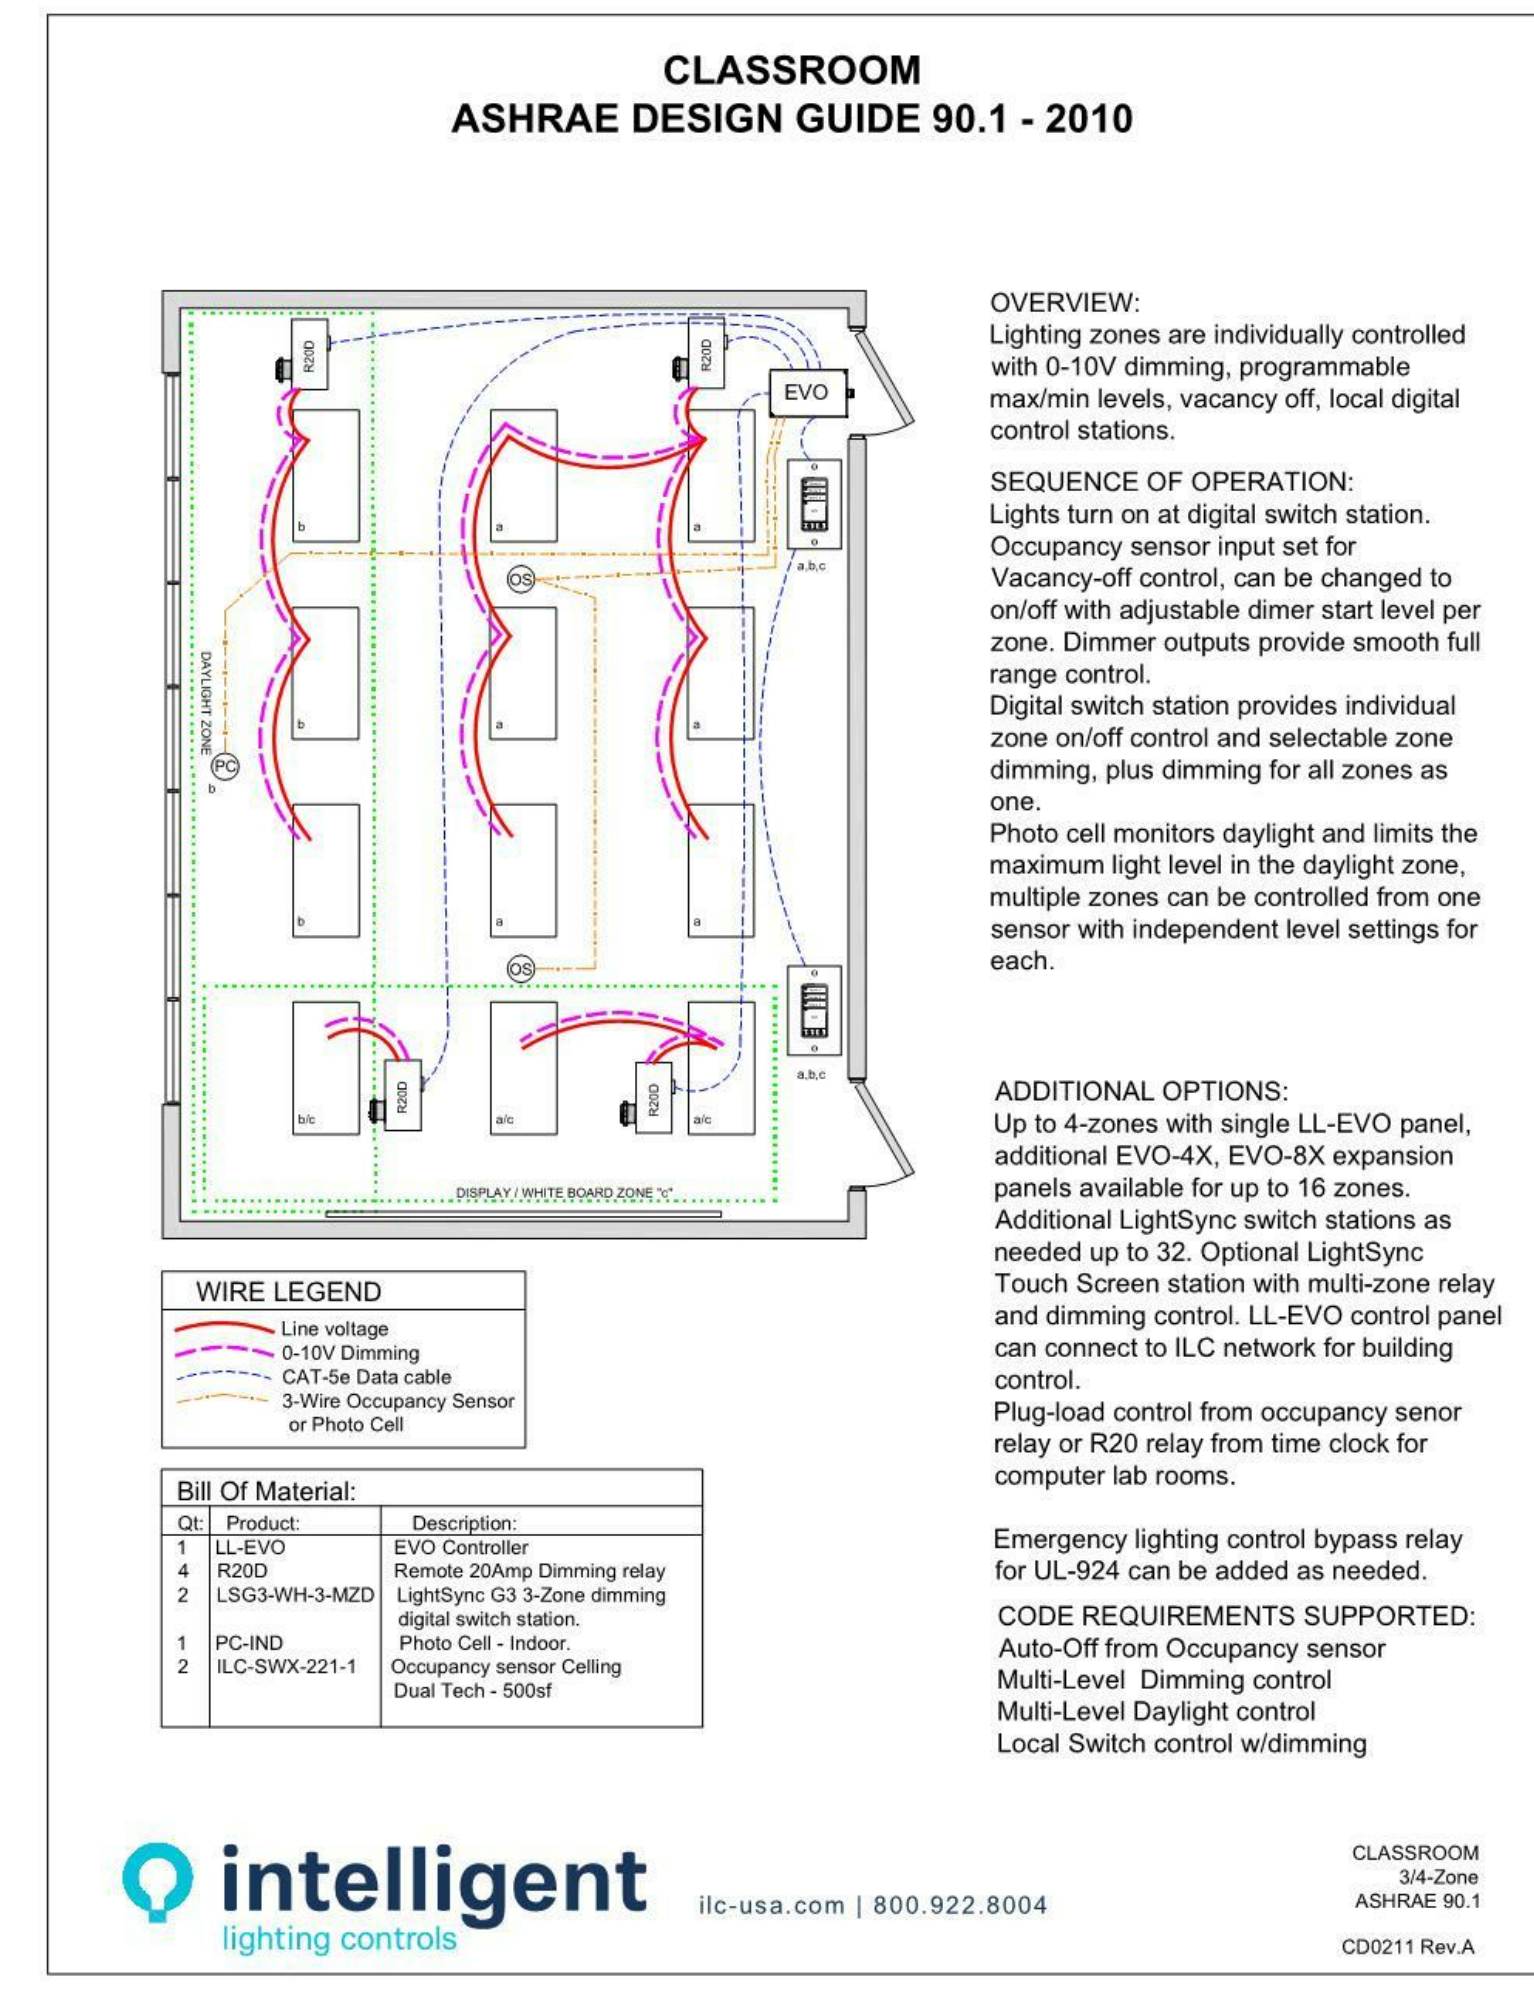 CLASSROOM
ASHRAE DESIGN GUIDE 90.1 - 2010
R20D
R20D
EVO
b
a
a
a,b,c
OS
DAYLIGHT ZONE
b
a
a
PC
b
b
a
a
OS
b/c
R20D
a/c
R20D
a/c
a,b,c
DISPLAY / WHITE BOARD ZONE "c"
OVERVIEW:
Lighting zones are individually controlled
with 0-10V dimming, programmable
max/min levels, vacancy off, local digital
control stations.
SEQUENCE OF OPERATION:
Lights turn on at digital switch station.
Occupancy sensor input set for
Vacancy-off control, can be changed to
on/off with adjustable dimer start level per
zone. Dimmer outputs provide smooth full
range control.
Digital switch station provides individual
zone on/off control and selectable zone
dimming, plus dimming for all zones as
one.
Photo cell monitors daylight and limits the
maximum light level in the daylight zone,
multiple zones can be controlled from one
sensor with independent level settings for
each.
ADDITIONAL OPTIONS:
Up to 4-zones with single LL-EVO panel,
additional EVO-4X, EVO-8X expansion
panels available for up to 16 zones.
Additional LightSync switch stations as
needed up to 32. Optional LightSync
Touch Screen station with multi-zone relay
and dimming control. LL-EVO control panel
can connect to ILC network for building
control.
Plug-load control from occupancy senor
relay or R20 relay from time clock for
computer lab rooms.
Emergency lighting control bypass relay
for UL-924 can be added as needed.
CODE REQUIREMENTS SUPPORTED:
Auto-Off from Occupancy sensor
Multi-Level Dimming control
Multi-Level Daylight control
Local Switch control w/dimming
WIRE LEGEND
Line voltage
0-10V Dimming
CAT-5e Data cable
3-Wire Occupancy Sensor
or Photo Cell
Bill Of Material:
Qt: Product: Description:
1 LL-EVO EVO Controller
4 R20D Remote 20Amp Dimming relay
2 LSG3-WH-3-MZD LightSync G3 3-Zone dimming
digital switch station.
1 PC-IND Photo Cell - Indoor.
2 ILC-SWX-221-1 Occupancy sensor Celling
Dual Tech - 500sf
intelligent
lighting controls
ilc-usa.com | 800.922.8004
CLASSROOM
3/4-Zone
ASHRAE 90.1
CD0211 Rev.A